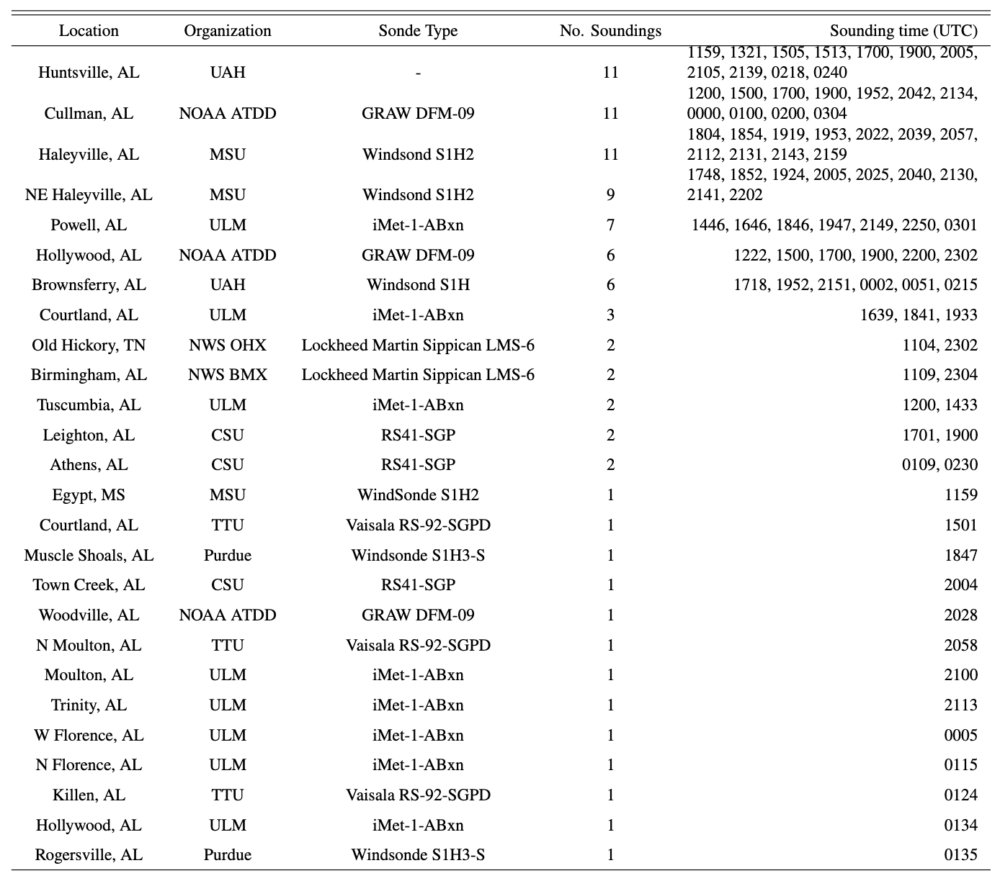 Location Organization Sonde Type No. Soundings Sounding time (UTC)
1159, 1321, 1505, 1513, 1700, 1900, 2005,
Huntsville, AL UAH - 11 2105, 2139, 0218, 0240
1200, 1500, 1700, 1900, 1952, 2042, 2134,
Cullman, AL NOAA ATDD GRAW DFM-09 11 0000, 0100, 0200, 0304
1804, 1854, 1919, 1953, 2022, 2039, 2057,
Haleyville, AL MSU Windsond S1H2 11 2112, 2131, 2143, 2159
1748, 1852, 1924, 2005, 2025, 2040, 2130,
NE Haleyville, AL MSU Windsond S1H2 9 2141, 2202
Powell, AL ULM iMet-1-ABxn 7 1446, 1646, 1846, 1947, 2149, 2250, 0301
Hollywood, AL NOAA ATDD GRAW DFM-09 6 1222, 1500, 1700, 1900, 2200, 2302
Brownsferry, AL UAH Windsond S1H 6 1718, 1952, 2151, 0002, 0051, 0215
Courtland, AL ULM iMet-1-ABxn 3 1639, 1841, 1933
Old Hickory, TN NWS OHX Lockheed Martin Sippican LMS-6 2 1104, 2302
Birmingham, AL NWS BMX Lockheed Martin Sippican LMS-6 2 1109, 2304
Tuscumbia, AL ULM iMet-1-ABxn 2 1200, 1433
Leighton, AL CSU RS41-SGP 2 1701, 1900
Athens, AL CSU RS41-SGP 2 0109, 0230
Egypt, MS MSU WindSonde S1H2 1 1159
Courtland, AL TTU Vaisala RS-92-SGPD 1 1501
Muscle Shoals, AL Purdue Windsonde S1H3-S 1 1847
Town Creek, AL CSU RS41-SGP 1 2004
Woodville, AL NOAA ATDD GRAW DFM-09 1 2028
N Moulton, AL TTU Vaisala RS-92-SGPD 1 2058
Moulton, AL ULM iMet-1-ABxn 1 2100
Trinity, AL ULM iMet-1-ABxn 1 2113
W Florence, AL ULM iMet-1-ABxn 1 0005
N Florence, AL ULM iMet-1-ABxn 1 0115
Killen, AL TTU Vaisala RS-92-SGPD 1 0124
Hollywood, AL ULM iMet-1-ABxn 1 0134
Rogersville, AL Purdue Windsonde S1H3-S 1 0135